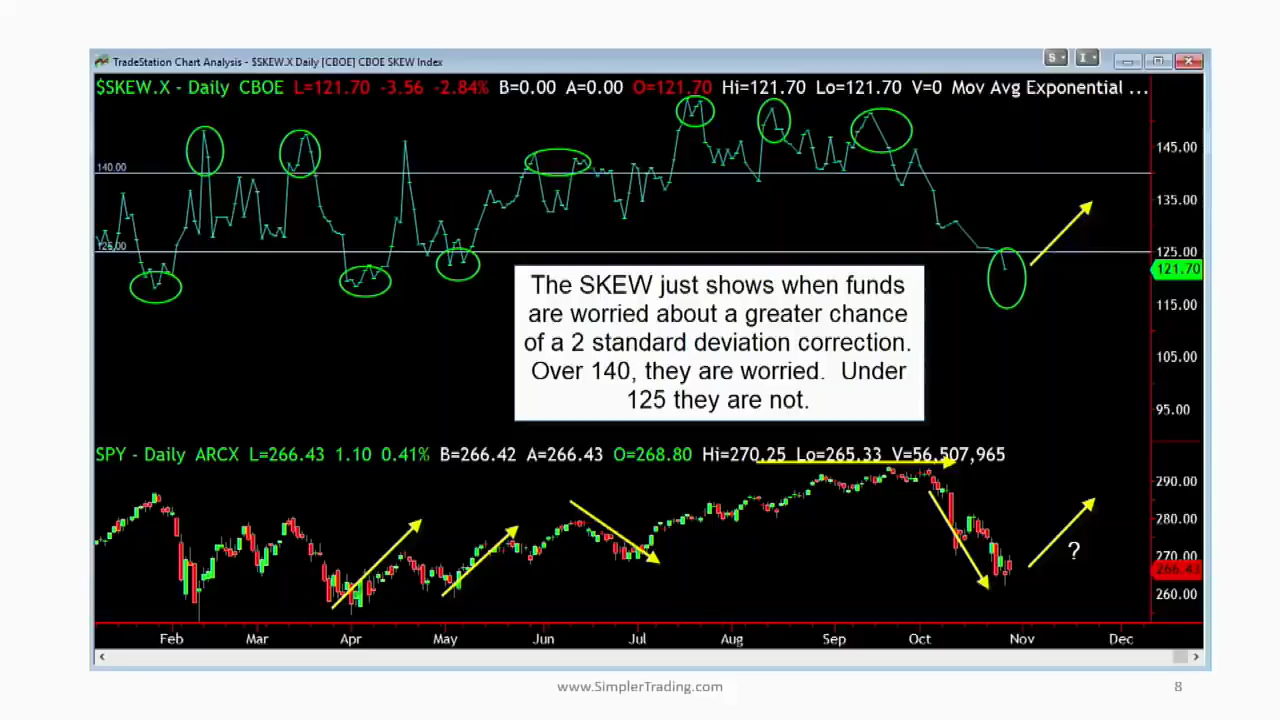 TradeStation Chart Analysis - $SKEW.X Daily [CBOE] CBOE SKEW Index
S
I
$SKEW.X - Daily CBOE L=121.70 -3.56 -2.84% B=0.00 A=0.00 O=121.70 Hi=121.70 Lo=121.70 V=0 Mov Avg Exponential ...
145.00
140.00
135.00
125.00
125.00
121.70
115.00
105.00
95.00
The SKEW just shows when funds
are worried about a greater chance
of a 2 standard deviation correction.
Over 140, they are worried. Under
125 they are not.
SPY - Daily ARCX L=266.43 1.10 0.41% B=266.42 A=266.43 O=268.80 Hi=270.25 Lo=265.33 V=56,507,965
290.00
280.00
270.00
?
266.43
260.00
Feb Mar Apr May Jun Jul Aug Sep Oct Nov Dec
www.SimplerTrading.com
8